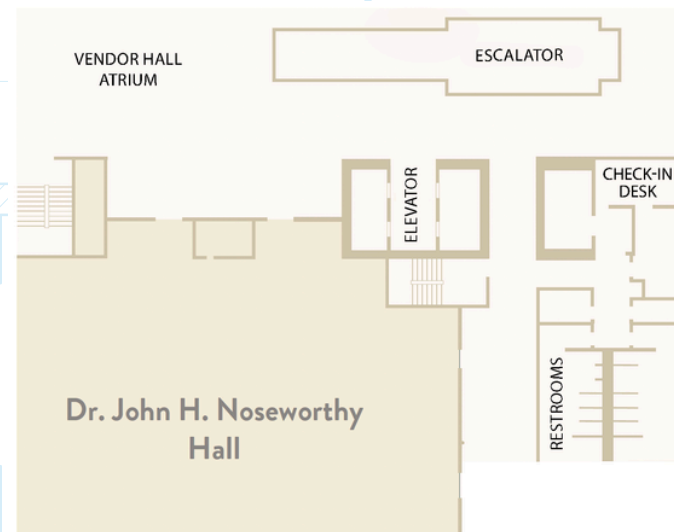 VENDOR HALL
ATRIUM
ESCALATOR
ELEVATOR
CHECK-IN
DESK
RESTROOMS
Dr. John H. Noseworthy
Hall